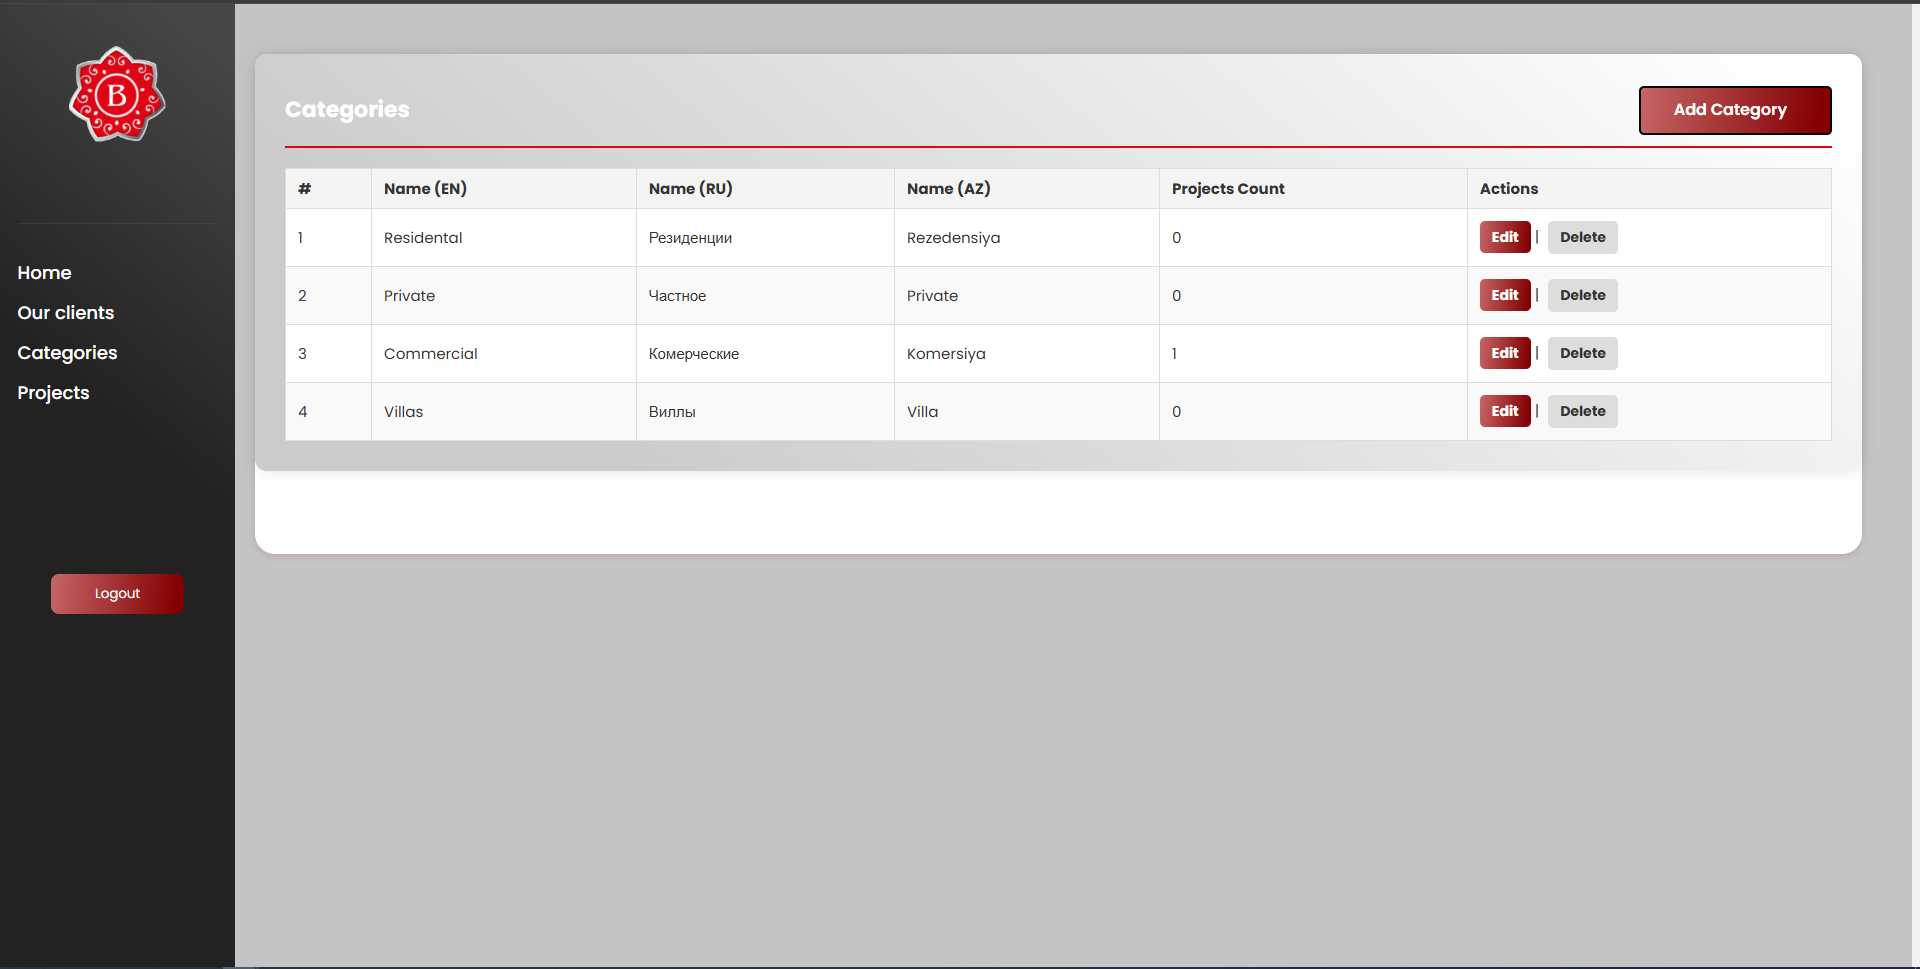 B
Categories
Add Category
Home
Our clients
Categories
Projects
Logout
# Name (EN) Name (RU) Name (AZ) Projects Count Actions
1 Residental Резиденции Rezedensiya 0 Edit | Delete
2 Private Частное Private 0 Edit | Delete
3 Commercial Комерческие Komersiya 1 Edit | Delete
4 Villas Виллы Villa 0 Edit | Delete